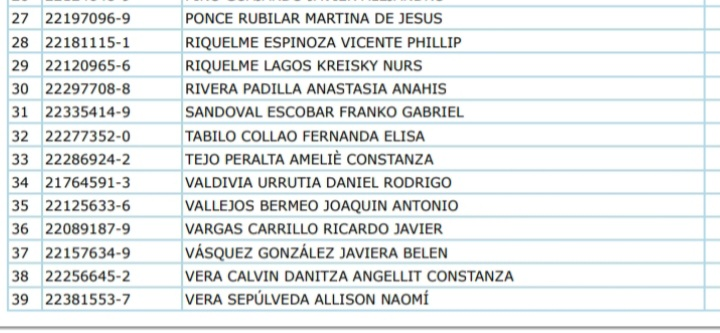 27 22197096-9 PONCE RUBILAR MARTINA DE JESUS
28 22181115-1 RIQUELME ESPINOZA VICENTE PHILLIP
29 22120965-6 RIQUELME LAGOS KREISKY NURS
30 22297708-8 RIVERA PADILLA ANASTASIA ANAHIS
31 22335414-9 SANDOVAL ESCOBAR FRANKO GABRIEL
32 22277352-0 TABILO COLLAO FERNANDA ELISA
33 22286924-2 TEJO PERALTA AMELIÈ CONSTANZA
34 21764591-3 VALDIVIA URRUTIA DANIEL RODRIGO
35 22125633-6 VALLEJOS BERMEO JOAQUIN ANTONIO
36 22089187-9 VARGAS CARRILLO RICARDO JAVIER
37 22157634-9 VÁSQUEZ GONZÁLEZ JAVIERA BELEN
38 22256645-2 VERA CALVIN DANITZA ANGELLIT CONSTANZA
39 22381553-7 VERA SEPÚLVEDA ALLISON NAOMÍ